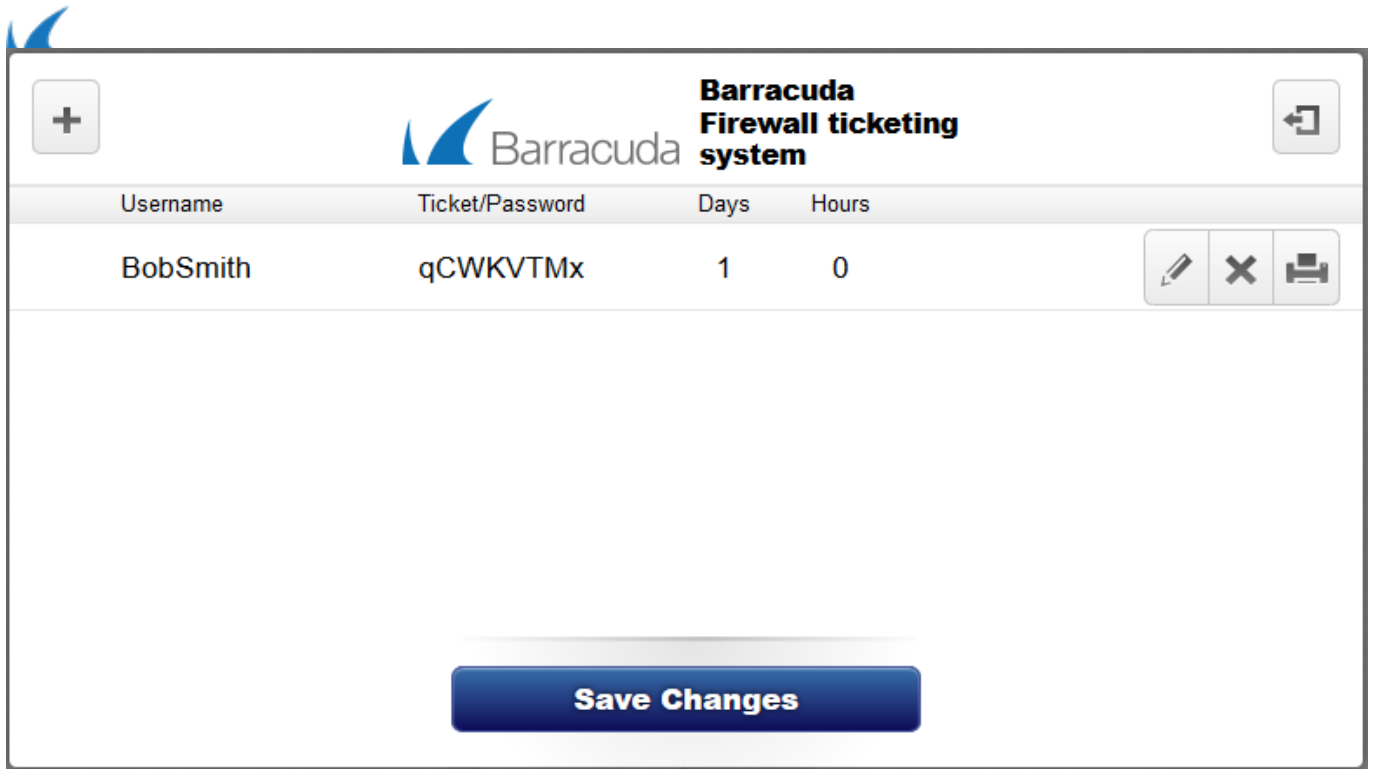 Barracuda
Barracuda
Firewall ticketing
system
Username Ticket/Password Days Hours
BobSmith qCWKVTMx 1 0
Save Changes